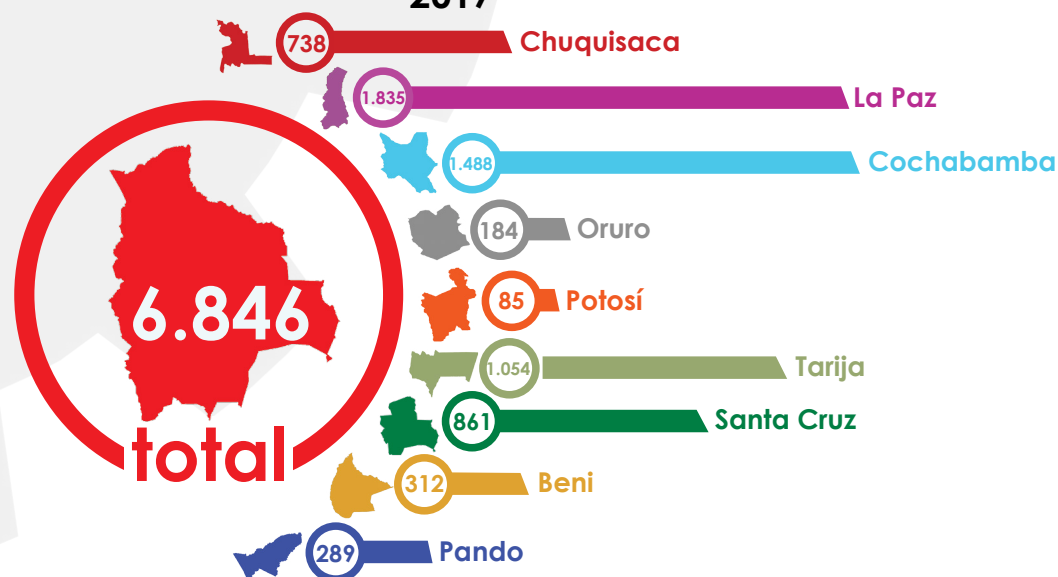 738 Chuquisaca
1.835 La Paz
1.488 Cochabamba
184 Oruro
85 Potosí
1.054 Tarija
861 Santa Cruz
312 Beni
289 Pando
6.846
total